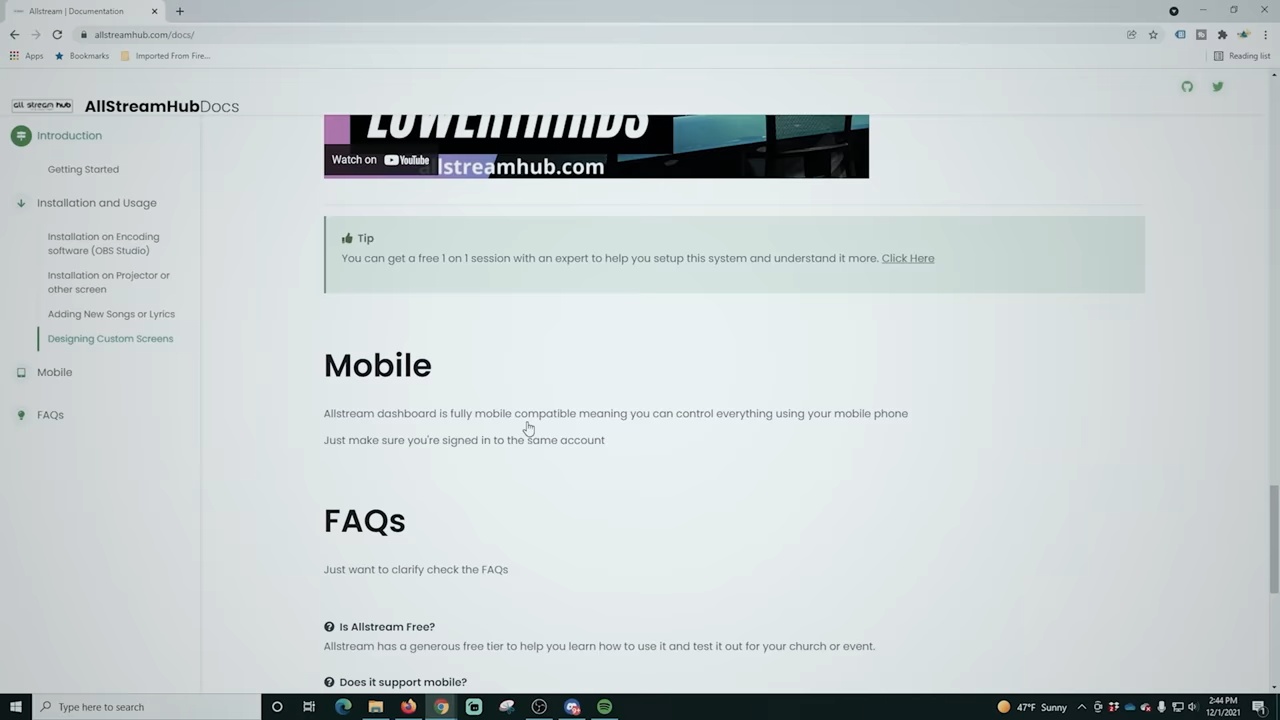 Allstream | Documentation
allstreamhub.com/docs/
Apps
Bookmarks
Imported From Fire...
Reading list
all stream hub
AllStreamHubDocs
Introduction
Getting Started
Installation and Usage
Installation on Encoding
software (OBS Studio)
Installation on Projector or
other screen
Adding New Songs or Lyrics
Designing Custom Screens
Mobile
FAQs
LOWERTHIRDS
Watch on YouTube
allstreamhub.com
Tip
You can get a free 1 on 1 session with an expert to help you setup this system and understand it more. Click Here
Mobile
Allstream dashboard is fully mobile compatible meaning you can control everything using your mobile phone
Just make sure you're signed in to the same account
FAQs
Just want to clarify check the FAQs
Is Allstream Free?
Allstream has a generous free tier to help you learn how to use it and test it out for your church or event.
Does it support mobile?
Type here to search
47°F Sunny
2:44 PM
12/1/2021